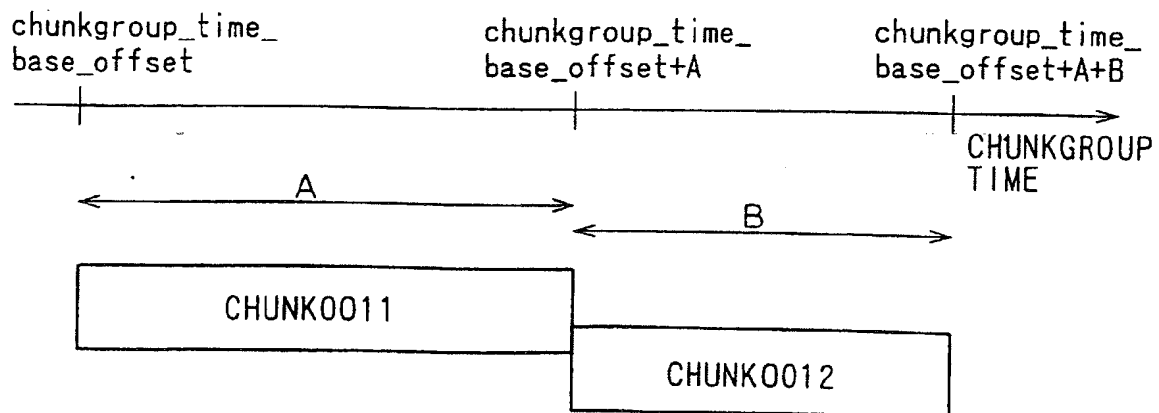 chunkgroup_time_
base_offset
chunkgroup_time_
base_offset+A
chunkgroup_time_
base_offset+A+B
CHUNKGROUP
TIME
A
B
CHUNK0011
CHUNK0012